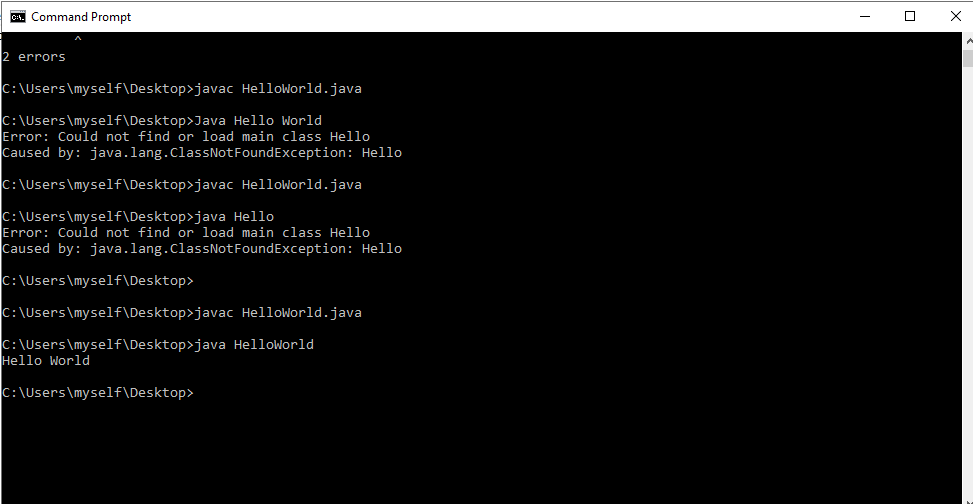 Command Prompt
^
2 errors
C:\Users\myself\Desktop>javac HelloWorld.java
C:\Users\myself\Desktop>Java Hello World
Error: Could not find or load main class Hello
Caused by: java.lang.ClassNotFoundException: Hello
C:\Users\myself\Desktop>javac HelloWorld.java
C:\Users\myself\Desktop>java Hello
Error: Could not find or load main class Hello
Caused by: java.lang.ClassNotFoundException: Hello
C:\Users\myself\Desktop>
C:\Users\myself\Desktop>javac HelloWorld.java
C:\Users\myself\Desktop>java HelloWorld
Hello World
C:\Users\myself\Desktop>